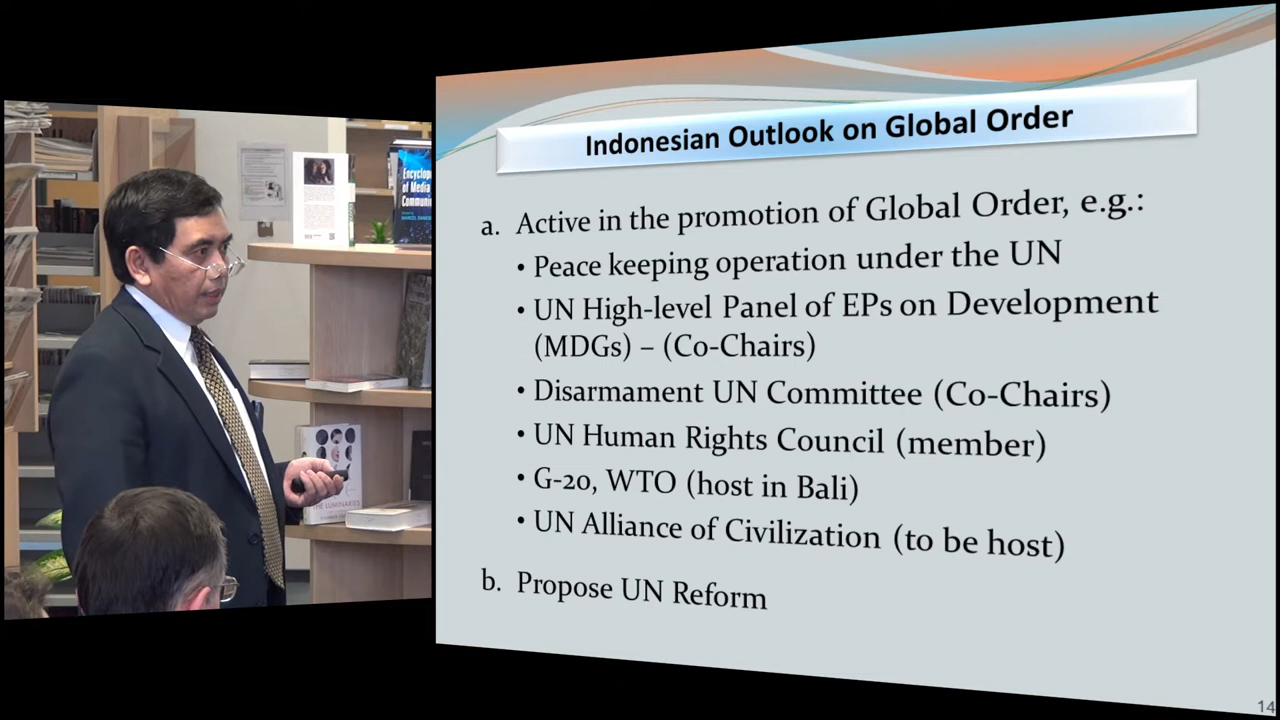 Encyclop
of Media
Commun
THE LUMINARIES
Indonesian Outlook on Global Order
a. Active in the promotion of Global Order, e.g.:
• Peace keeping operation under the UN
• UN High-level Panel of EPs on Development
(MDGs) – (Co-Chairs)
• Disarmament UN Committee (Co-Chairs)
• UN Human Rights Council (member)
• G-20, WTO (host in Bali)
• UN Alliance of Civilization (to be host)
b. Propose UN Reform
14